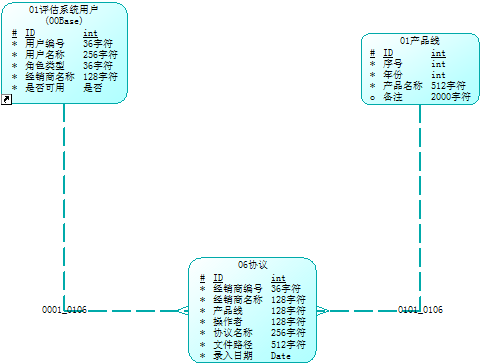 01评估系统用户
(00Base)
# ID int
* 用户编号 36字符
* 用户名称 256字符
* 角色类型 36字符
* 经销商名称 128字符
* 是否可用 是否
01产品线
# ID int
* 序号 int
* 年份 int
* 产品名称 512字符
o 备注 2000字符
0001_0106
0101_0106
06协议
# ID int
* 经销商编号 36字符
* 经销商名称 128字符
* 产品线 128字符
* 操作者 128字符
* 协议名称 256字符
* 文件路径 512字符
* 录入日期 Date